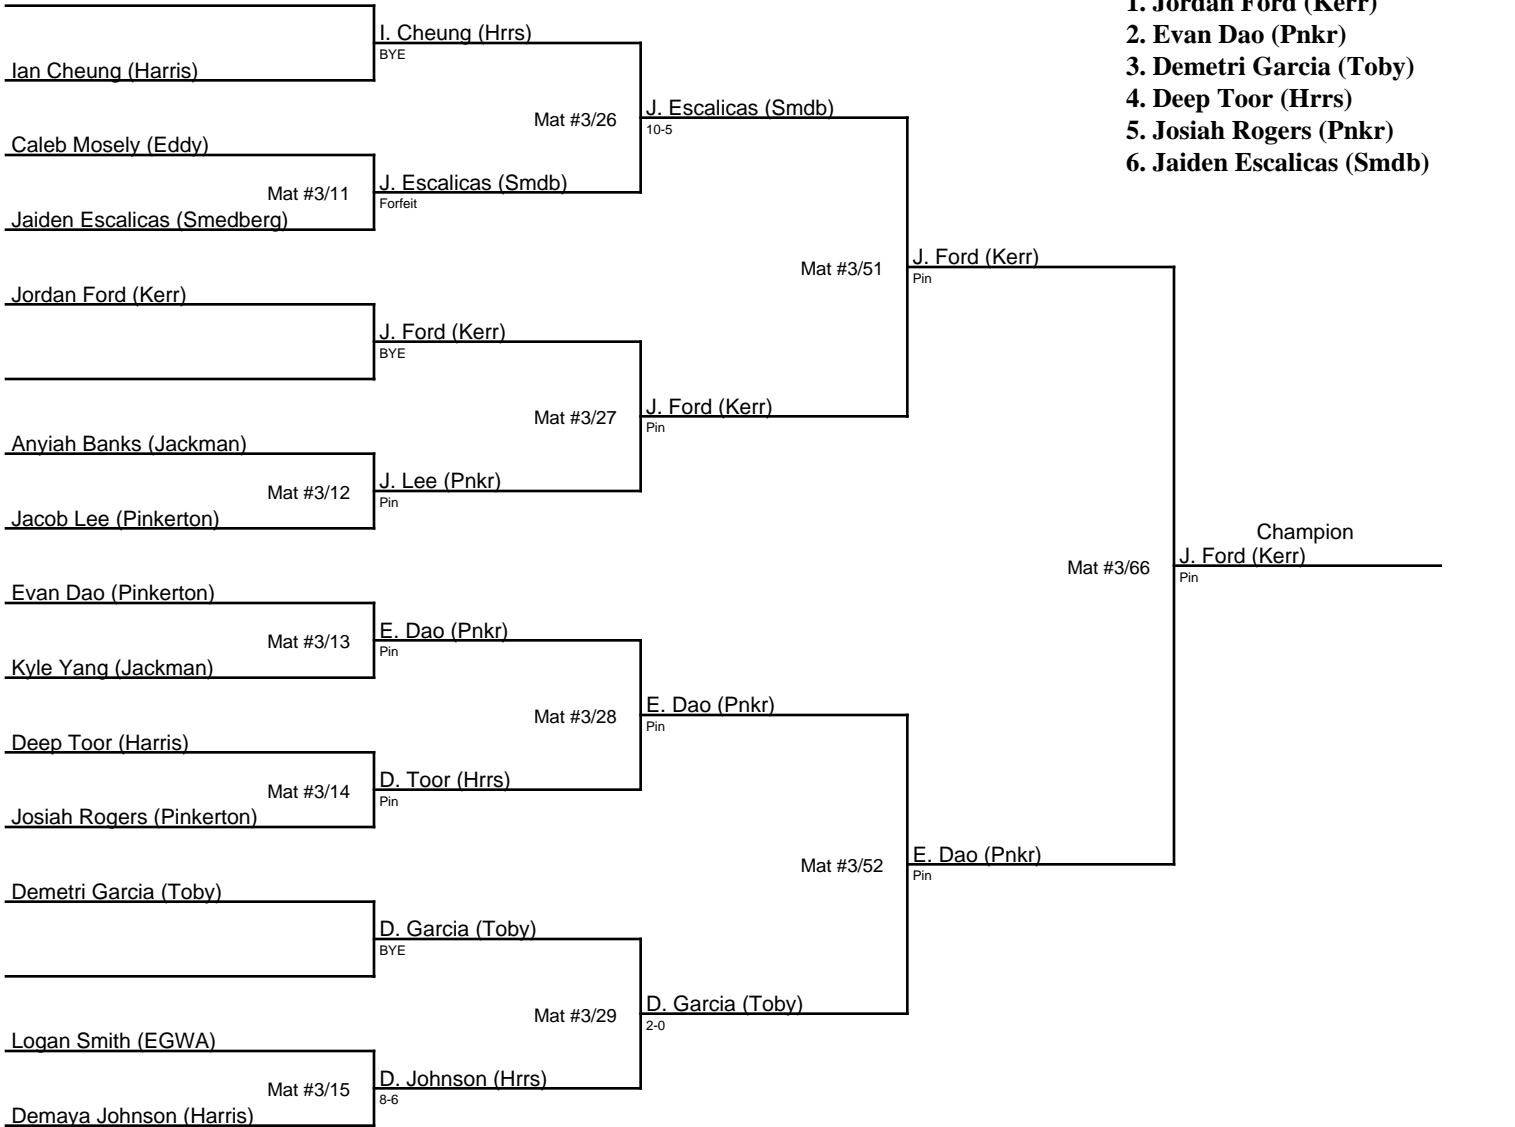 1. Jordan Ford (Kerr)
2. Evan Dao (Pnkr)
3. Demetri Garcia (Toby)
4. Deep Toor (Hrrs)
5. Josiah Rogers (Pnkr)
6. Jaiden Escalicas (Smdb)
I. Cheung (Hrrs)
BYE
Ian Cheung (Harris)
Mat #3/26
J. Escalicas (Smdb)
10-5
Caleb Mosely (Eddy)
Mat #3/11
J. Escalicas (Smdb)
Forfeit
Jaiden Escalicas (Smedberg)
Mat #3/51
J. Ford (Kerr)
Pin
Jordan Ford (Kerr)
J. Ford (Kerr)
BYE
Mat #3/27
J. Ford (Kerr)
Pin
Anyiah Banks (Jackman)
Mat #3/12
J. Lee (Pnkr)
Pin
Jacob Lee (Pinkerton)
Champion
Mat #3/66
J. Ford (Kerr)
Pin
Evan Dao (Pinkerton)
Mat #3/13
E. Dao (Pnkr)
Pin
Kyle Yang (Jackman)
Mat #3/28
E. Dao (Pnkr)
Pin
Deep Toor (Harris)
Mat #3/14
D. Toor (Hrrs)
Pin
Josiah Rogers (Pinkerton)
Mat #3/52
E. Dao (Pnkr)
Pin
Demetri Garcia (Toby)
D. Garcia (Toby)
BYE
Mat #3/29
D. Garcia (Toby)
2-0
Logan Smith (EGWA)
Mat #3/15
D. Johnson (Hrrs)
8-6
Demaya Johnson (Harris)